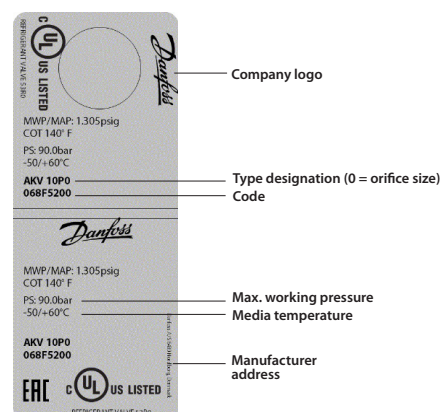 C UL US LISTED
REFRIGERANT VALVE 53B0
Danfoss
MWP/MAP: 1.305psig
COT 140° F
PS: 90.0bar
-50/+60°C
AKV 10P0
068F5200
Danfoss
MWP/MAP: 1.305psig
COT 140° F
PS: 90.0bar
-50/+60°C
AKV 10P0
068F5200
EAC C UL US LISTED
REFRIGERANT VALVE
Company logo
Type designation (0 = orifice size)
Code
Max. working pressure
Media temperature
Manufacturer
address